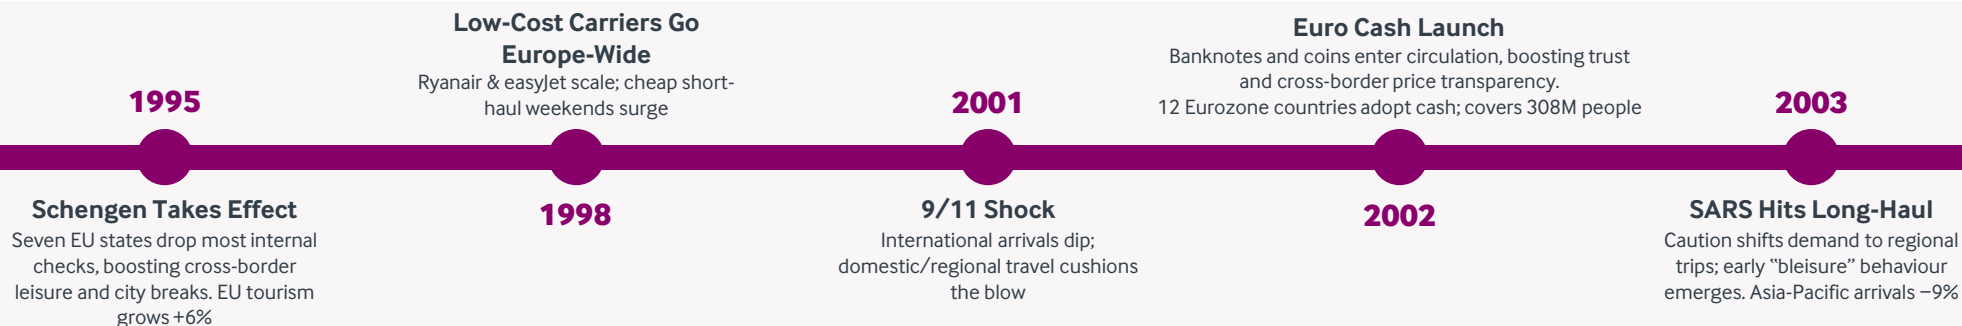 1995
Schengen Takes Effect
Seven EU states drop most internal
checks, boosting cross-border
leisure and city breaks. EU tourism
grows +6%
Low-Cost Carriers Go
Europe-Wide
Ryanair & easyJet scale; cheap short-
haul weekends surge
1998
2001
9/11 Shock
International arrivals dip;
domestic/regional travel cushions
the blow
Euro Cash Launch
Banknotes and coins enter circulation, boosting trust
and cross-border price transparency.
12 Eurozone countries adopt cash; covers 308M people
2002
2003
SARS Hits Long-Haul
Caution shifts demand to regional
trips; early “bleisure” behaviour
emerges. Asia-Pacific arrivals −9%